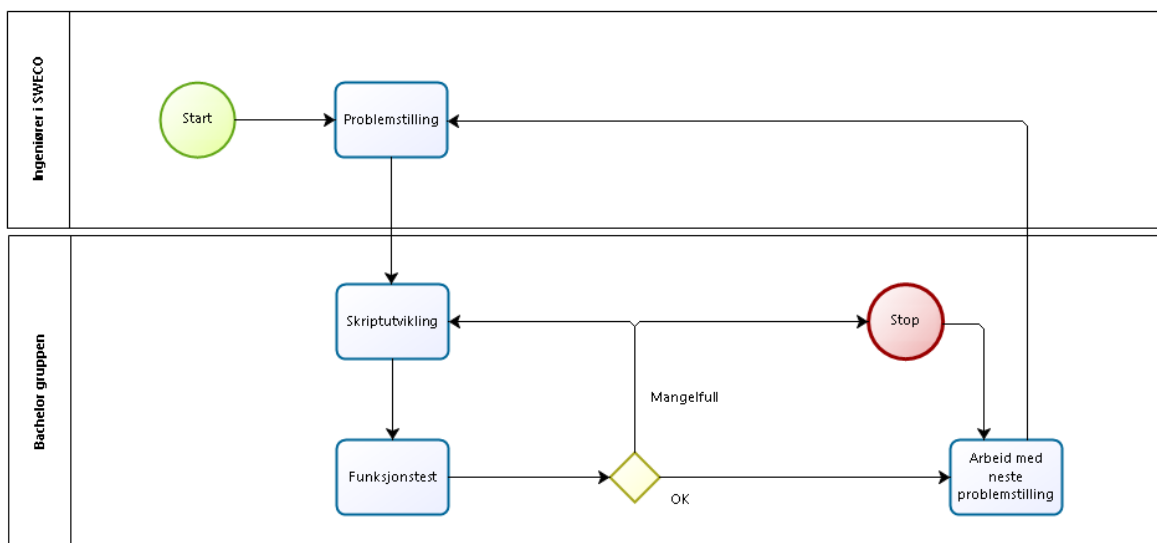 Ingeniører i SWECO
Start
Problemstilling
Bachelor gruppen
Skriptutvikling
Stop
Mangelfull
Funksjonstest
OK
Arbeid med
neste
problemstilling